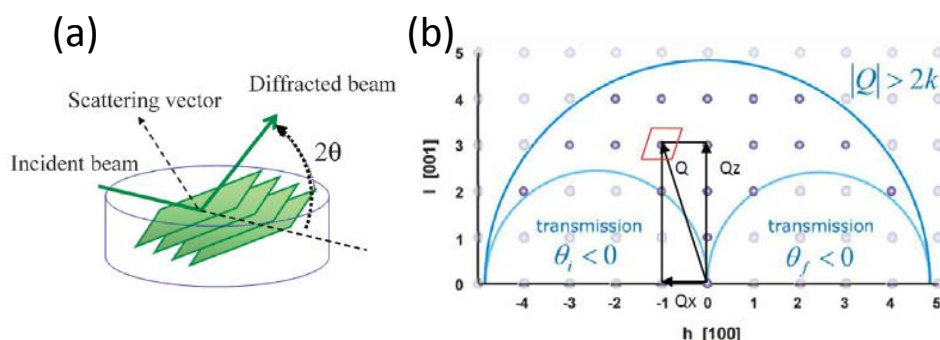 (a)
Diffracted beam
Scattering vector
Incident beam
2θ
(b)
5
4
3
2
1
0
l [001]
|Q| > 2k
Q
Qz
Qx
transmission
θi < 0
transmission
θf < 0
-4 -3 -2 -1 0 1 2 3 4 5
h [100]